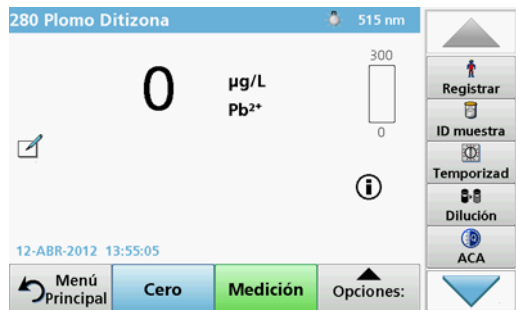 280 Plomo Ditizona
515 nm
0
µg/L
Pb²⁺
300
0
12-ABR-2012 13:55:05
Menú
Principal
Cero
Medición
Opciones:
Registrar
ID muestra
Temporizad
Dilución
ACA